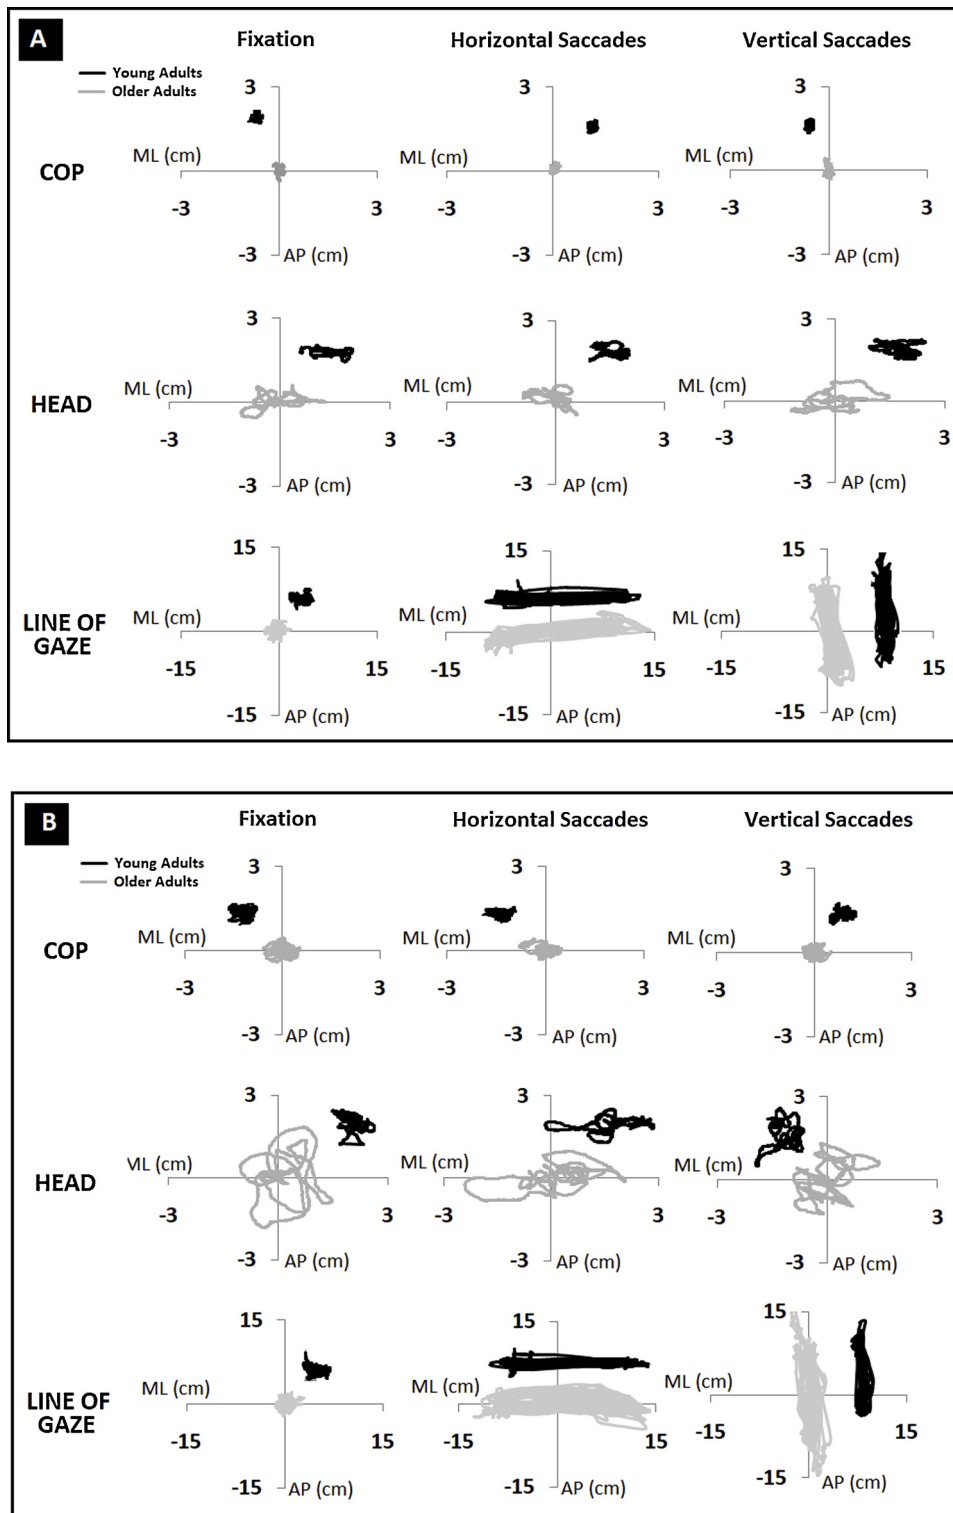 A
Fixation Horizontal Saccades Vertical Saccades
Young Adults
Older Adults
3 3 3
COP
ML (cm) ML (cm) ML (cm)
-3 3 -3 3 -3 3
-3 AP (cm) -3 AP (cm) -3 AP (cm)
3 3 3
HEAD
ML (cm) ML (cm) ML (cm)
-3 3 -3 3 -3 3
-3 AP (cm) -3 AP (cm) -3 AP (cm)
15 15 15
LINE OF
GAZE
ML (cm) ML (cm) ML (cm)
-15 15 -15 15 -15 15
-15 AP (cm) -15 AP (cm) -15 AP (cm)
B
Fixation Horizontal Saccades Vertical Saccades
Young Adults
Older Adults
3 3 3
COP
ML (cm) ML (cm) ML (cm)
-3 3 -3 3 -3 3
-3 AP (cm) -3 AP (cm) -3 AP (cm)
3 3 3
HEAD
ML (cm) ML (cm) ML (cm)
-3 3 -3 3 -3 3
-3 AP (cm) -3 AP (cm) -3 AP (cm)
15 15 15
LINE OF
GAZE
ML (cm) ML (cm) ML (cm)
-15 15 -15 15 -15 15
-15 AP (cm) -15 AP (cm) -15 AP (cm)